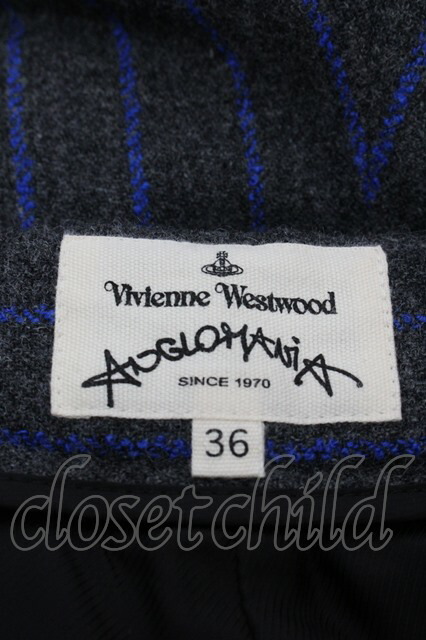 Vivienne Westwood
ANGLOMANiA
SINCE 1970
36
closetchild